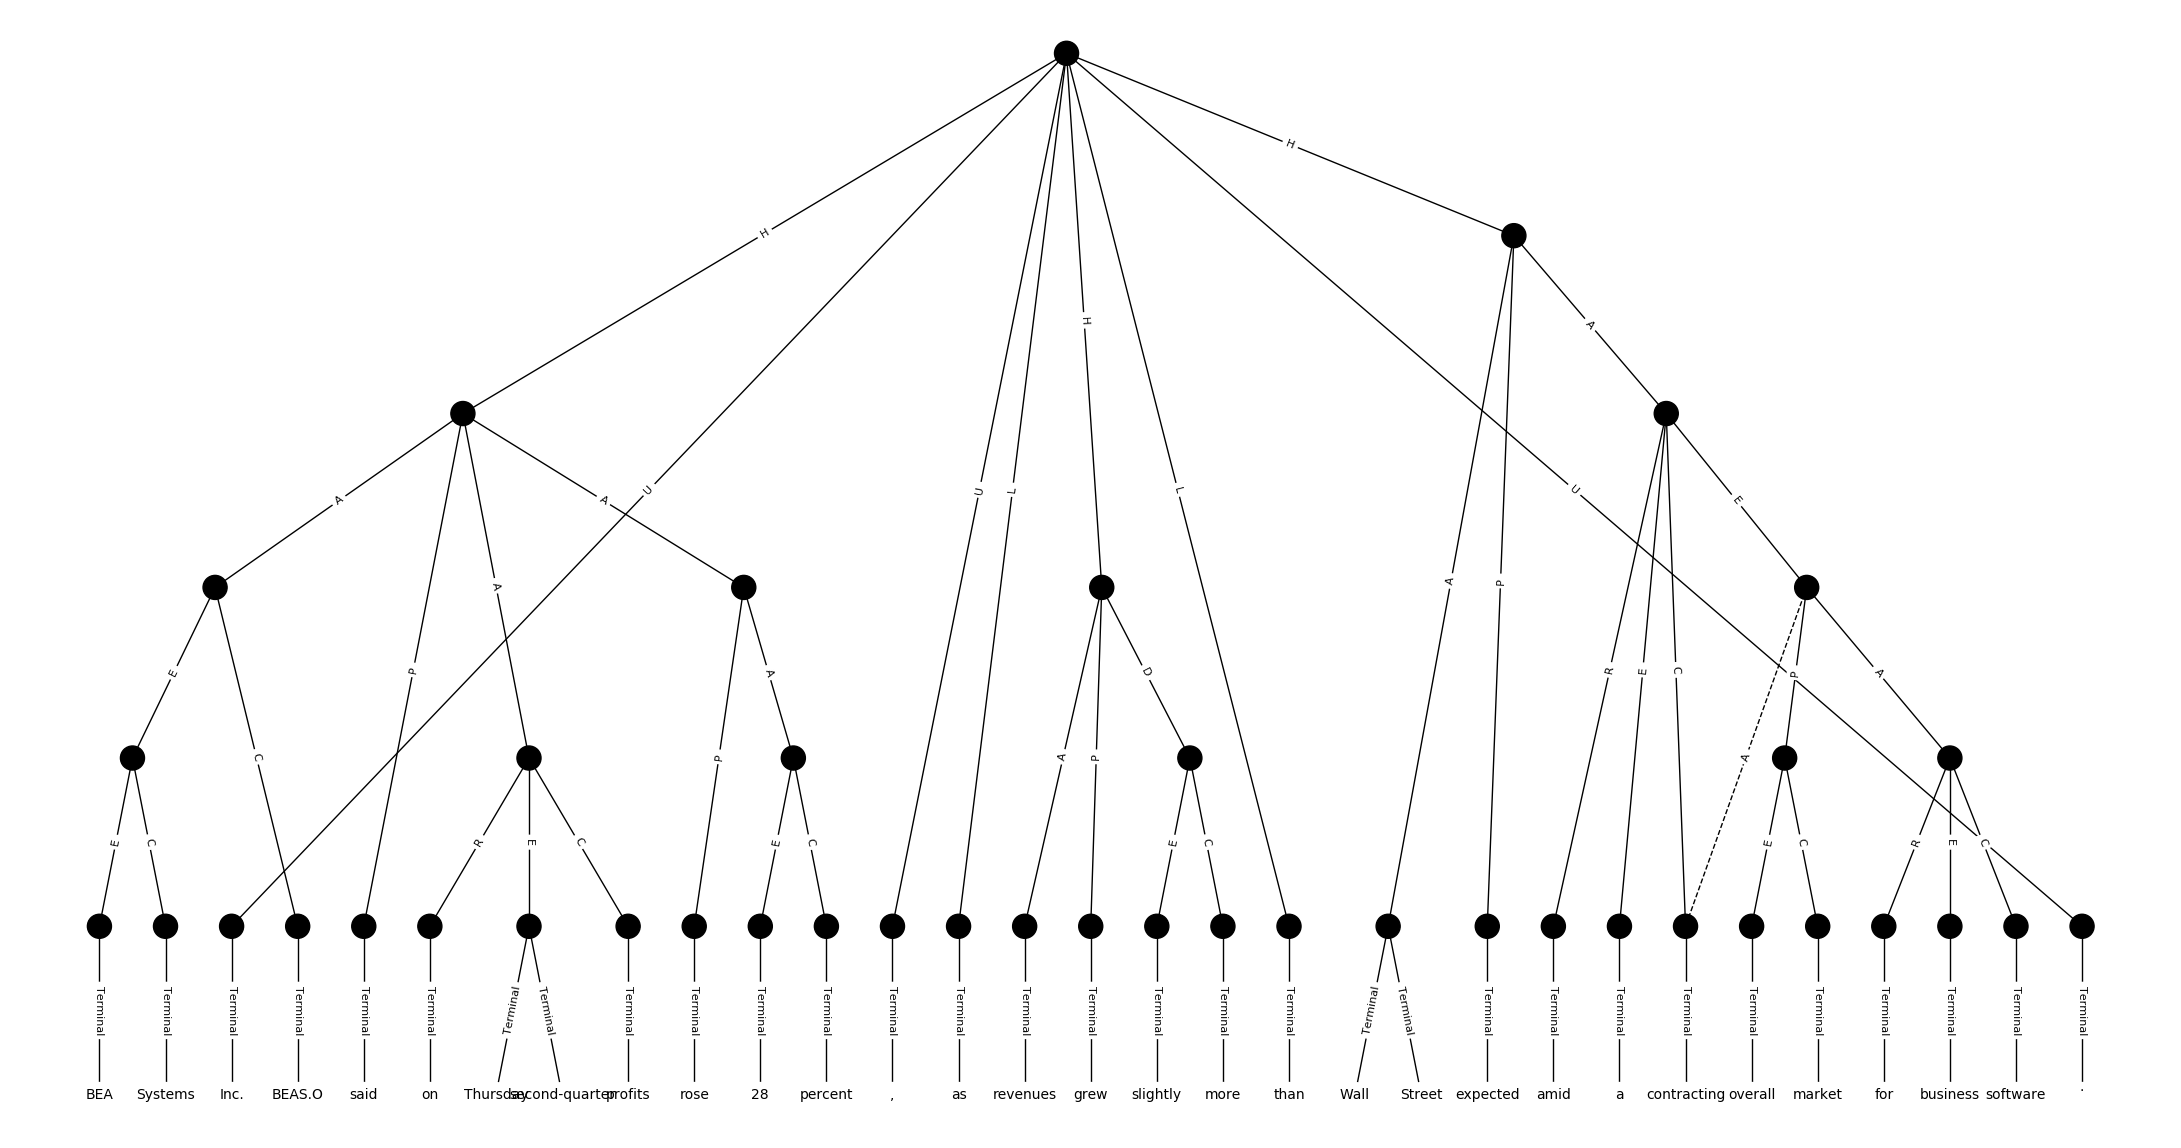 H
H
H
A
U
L
U
L
A
A
U
A
P
E
A
P
E
P
A
D
R
E
C
P
A
C
P
A
P
A
E
C
R
E
C
E
C
E
C
E
C
R
E
C
Terminal Terminal Terminal Terminal Terminal Terminal Terminal Terminal Terminal Terminal Terminal Terminal Terminal Terminal Terminal Terminal Terminal Terminal Terminal Terminal Terminal Terminal Terminal Terminal Terminal Terminal Terminal Terminal Terminal Terminal Terminal
BEA Systems Inc. BEAS.O said on Thursday second-quarter profits rose 28 percent , as revenues grew slightly more than Wall Street expected amid a contracting overall market for business software .